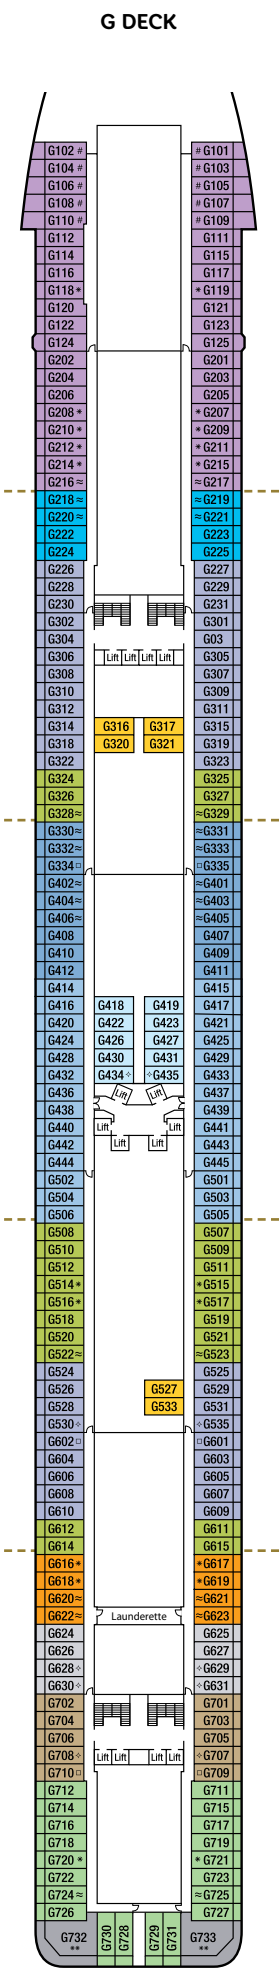 G DECK
G102 # # G101
G104 # # G103
G106 # # G105
G108 # # G107
G110 # # G109
G112 G111
G114 G115
G116 G117
G118 * * G119
G120 G121
G122 G123
G124 G125
G202 G201
G204 G203
G206 G205
G208 * * G207
G210 * * G209
G212 * * G211
G214 * * G215
G216 ≈ ≈ G217
G218 ≈ ≈ G219
G220 ≈ ≈ G221
G222 G223
G224 G225
G226 G227
G228 G229
G230 G231
G302 G301
G304 G03
G306 Lift Lift Lift Lift G305
G308 G307
G310 G309
G312 G311
G314 G316 G317 G315
G318 G320 G321 G319
G322 G323
G324 G325
G326 G327
G328 ≈ ≈ G329
G330 ≈ ≈ G331
G332 ≈ ≈ G333
G334 □ □ G335
G402 ≈ ≈ G401
G404 ≈ ≈ G403
G406 ≈ ≈ G405
G408 G407
G410 G409
G412 G411
G414 G415
G416 G418 G419 G417
G420 G422 G423 G421
G424 G426 G427 G425
G428 G430 G431 G429
G432 G434 ✧ ✧ G435 G433
G436 Lift Lift G437
G438 G439
G440 Lift Lift G441
G442 Lift Lift G443
G444 G445
G502 G501
G504 G503
G506 G505
G508 G507
G510 G509
G512 G511
G514 * * G515
G516 * * G517
G518 G519
G520 G521
G522 ≈ ≈ G523
G524 G525
G526 G527 G529
G528 G533 G531
G530 ✧ ✧ G535
G602 □ □ G601
G604 G603
G606 G605
G608 G607
G610 G609
G612 G611
G614 G615
G616 * * G617
G618 * * G619
G620 ≈ ≈ G621
G622 ≈ Launderette ≈ G623
G624 G625
G626 G627
G628 ✧ ✧ G629
G630 ✧ ✧ G631
G702 G701
G704 G703
G706 G705
G708 ✧ Lift Lift Lift Lift ✧ G707
G710 □ □ G709
G712 G711
G714 G715
G716 G717
G718 G719
G720 * * G721
G722 G723
G724 ≈ ≈ G725
G726 G727
G732 G730 G728 G729 G731 G733
** **